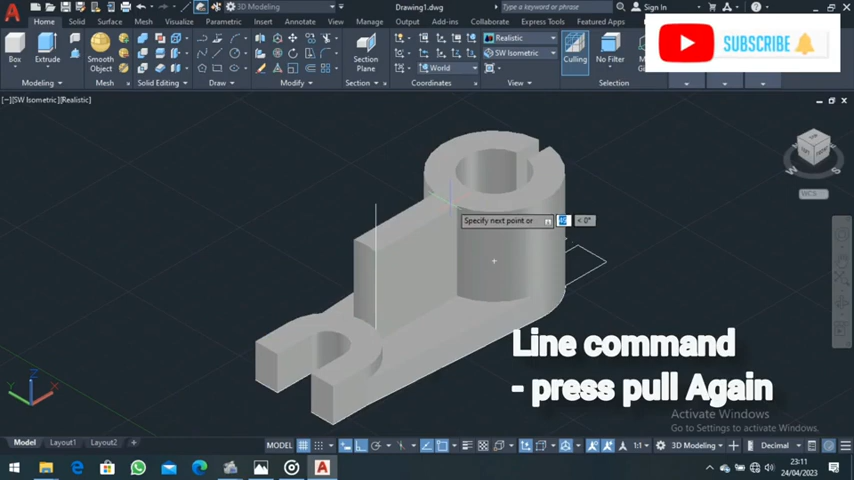 Drawing1.dwg
Type a keyword or phrase
Sign In
3D Modeling
SUBSCRIBE
Home
Solid
Surface
Mesh
Visualize
Parametric
Insert
Annotate
View
Manage
Output
Add-ins
Collaborate
Express Tools
Featured Apps
Box
Extrude
Smooth
Object
Section
Plane
Realistic
SW Isometric
World
Culling
No Filter
Modeling
Mesh
Solid Editing
Draw
Modify
Section
Coordinates
View
Selection
[−][SW Isometric][Realistic]
WCS
Specify next point or
< 0°
Line command
- press pull Again
Activate Windows
Go to Settings to activate Windows.
Y Z X
Model
Layout1
Layout2
MODEL
1:1
3D Modeling
Decimal
23:11
24/04/2023